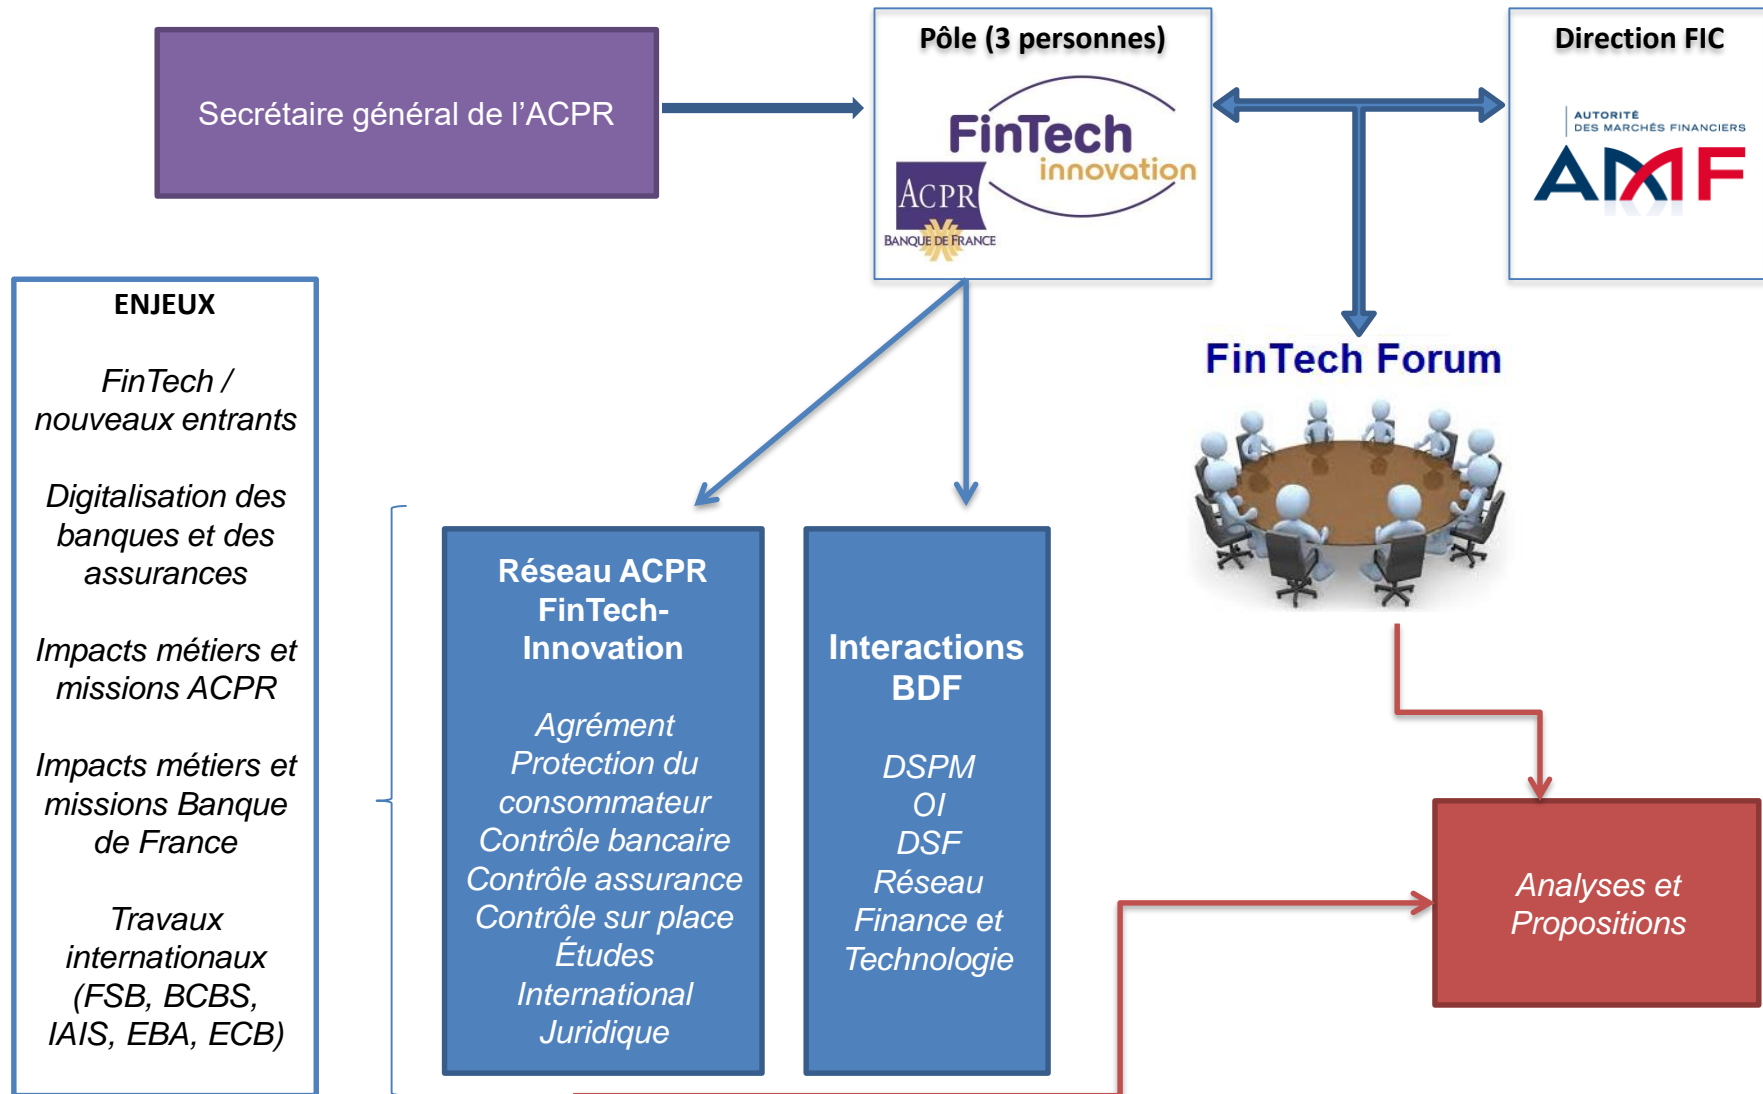 Secrétaire général de l’ACPR
Pôle (3 personnes)
FinTech
innovation
ACPR
BANQUE DE FRANCE
Direction FIC
AUTORITÉ
DES MARCHÉS FINANCIERS
AMF
FinTech Forum
ENJEUX
FinTech /
nouveaux entrants
Digitalisation des
banques et des
assurances
Impacts métiers et
missions ACPR
Impacts métiers et
missions Banque
de France
Travaux
internationaux
(FSB, BCBS,
IAIS, EBA, ECB)
Réseau ACPR
FinTech-
Innovation
Agrément
Protection du
consommateur
Contrôle bancaire
Contrôle assurance
Contrôle sur place
Études
International
Juridique
Interactions
BDF
DSPM
OI
DSF
Réseau
Finance et
Technologie
Analyses et
Propositions